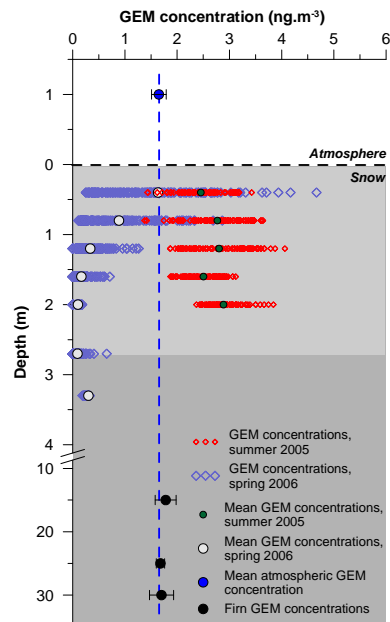 GEM concentration (ng.m⁻³)
0 1 2 3 4 5 6
1
0
1
2
3
4
10
15
25
30
Depth (m)
Atmosphere
Snow
GEM concentrations,
summer 2005
GEM concentrations,
spring 2006
Mean GEM concentrations,
summer 2005
Mean GEM concentrations,
spring 2006
Mean atmospheric GEM
concentration
Firn GEM concentrations